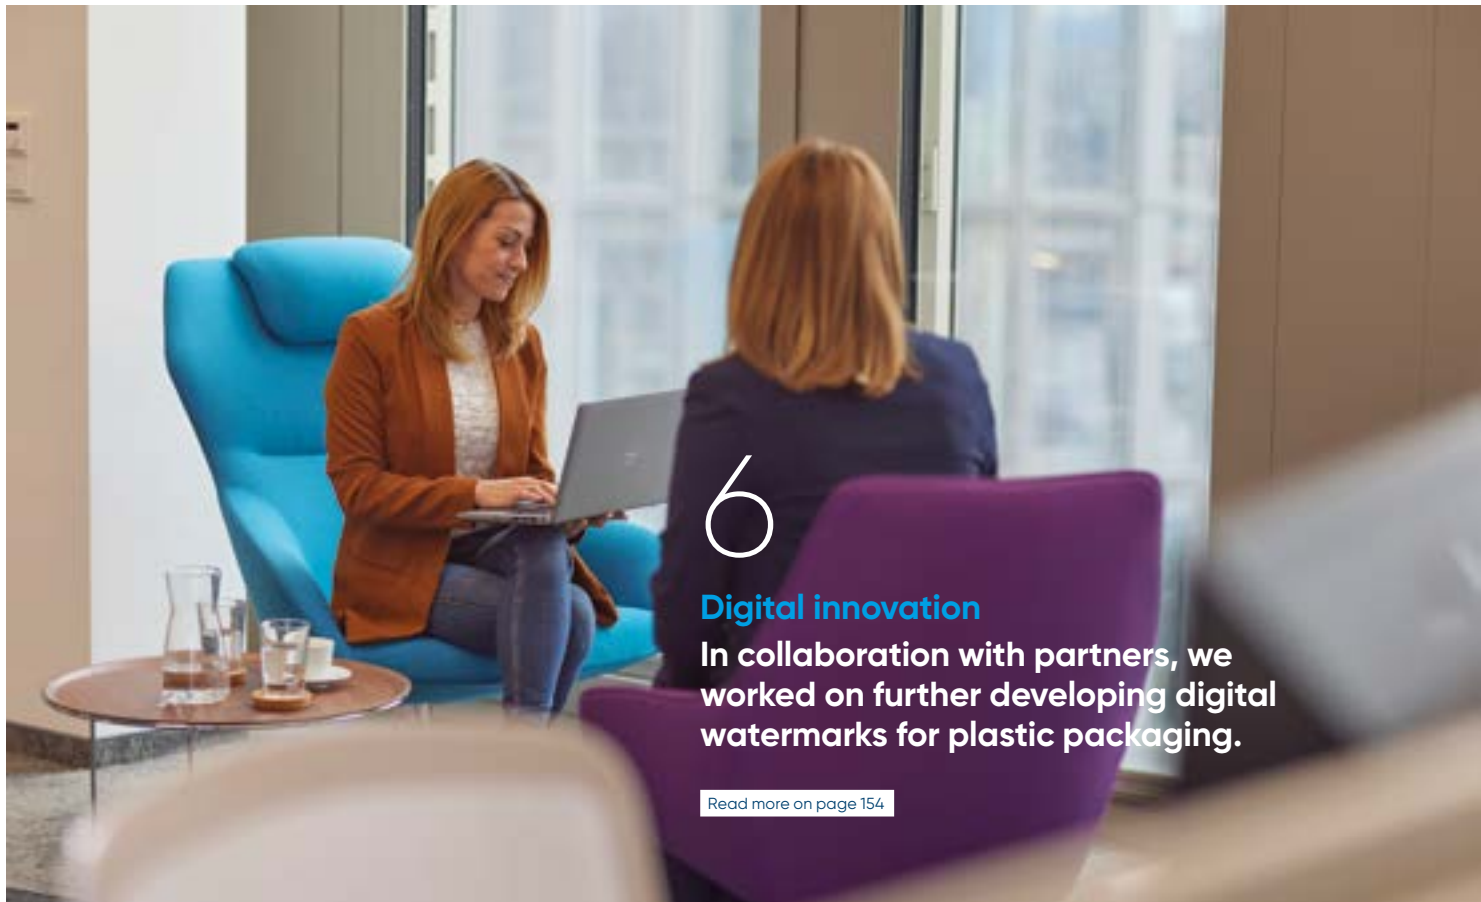 6
Digital innovation
In collaboration with partners, we
worked on further developing digital
watermarks for plastic packaging.
Read more on page 154